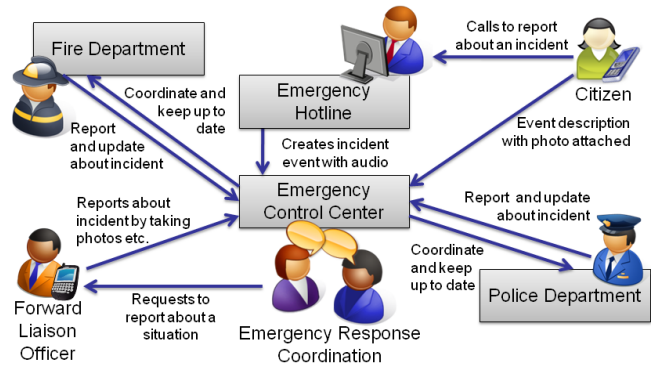 Fire Department
Calls to report
about an incident
Emergency
Hotline
Citizen
Coordinate and
keep up to
date
Report
and update
about incident
Creates incident
event with audio
Event description
with photo attached
Emergency
Control Center
Reports about
incident by taking
photos etc.
Report and update
about incident
Coordinate
and keep
up to date
Police Department
Forward
Liaison
Officer
Requests to
report about a
situation
Emergency Response
Coordination